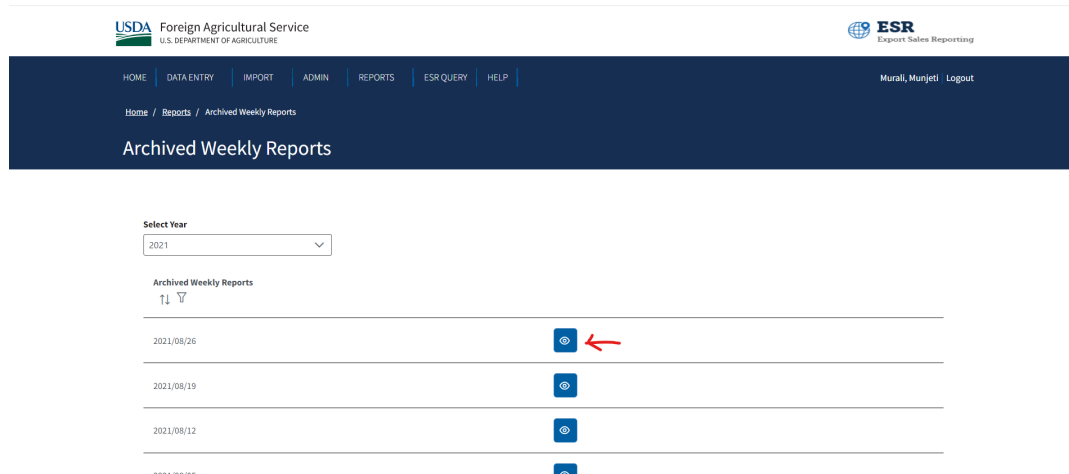 USDA Foreign Agricultural Service
U.S. DEPARTMENT OF AGRICULTURE
ESR
Export Sales Reporting
HOME DATA ENTRY IMPORT ADMIN REPORTS ESR QUERY HELP
Murali, Munjeti Logout
Home / Reports / Archived Weekly Reports
Archived Weekly Reports
Select Year
2021
Archived Weekly Reports
2021/08/26
2021/08/19
2021/08/12